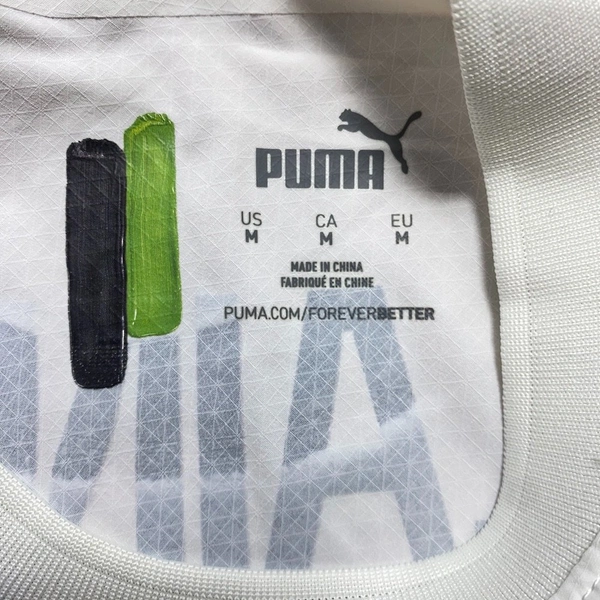 PUMA
US CA EU
M M M
MADE IN CHINA
FABRIQUÉ EN CHINE
PUMA.COM/FOREVERBETTER